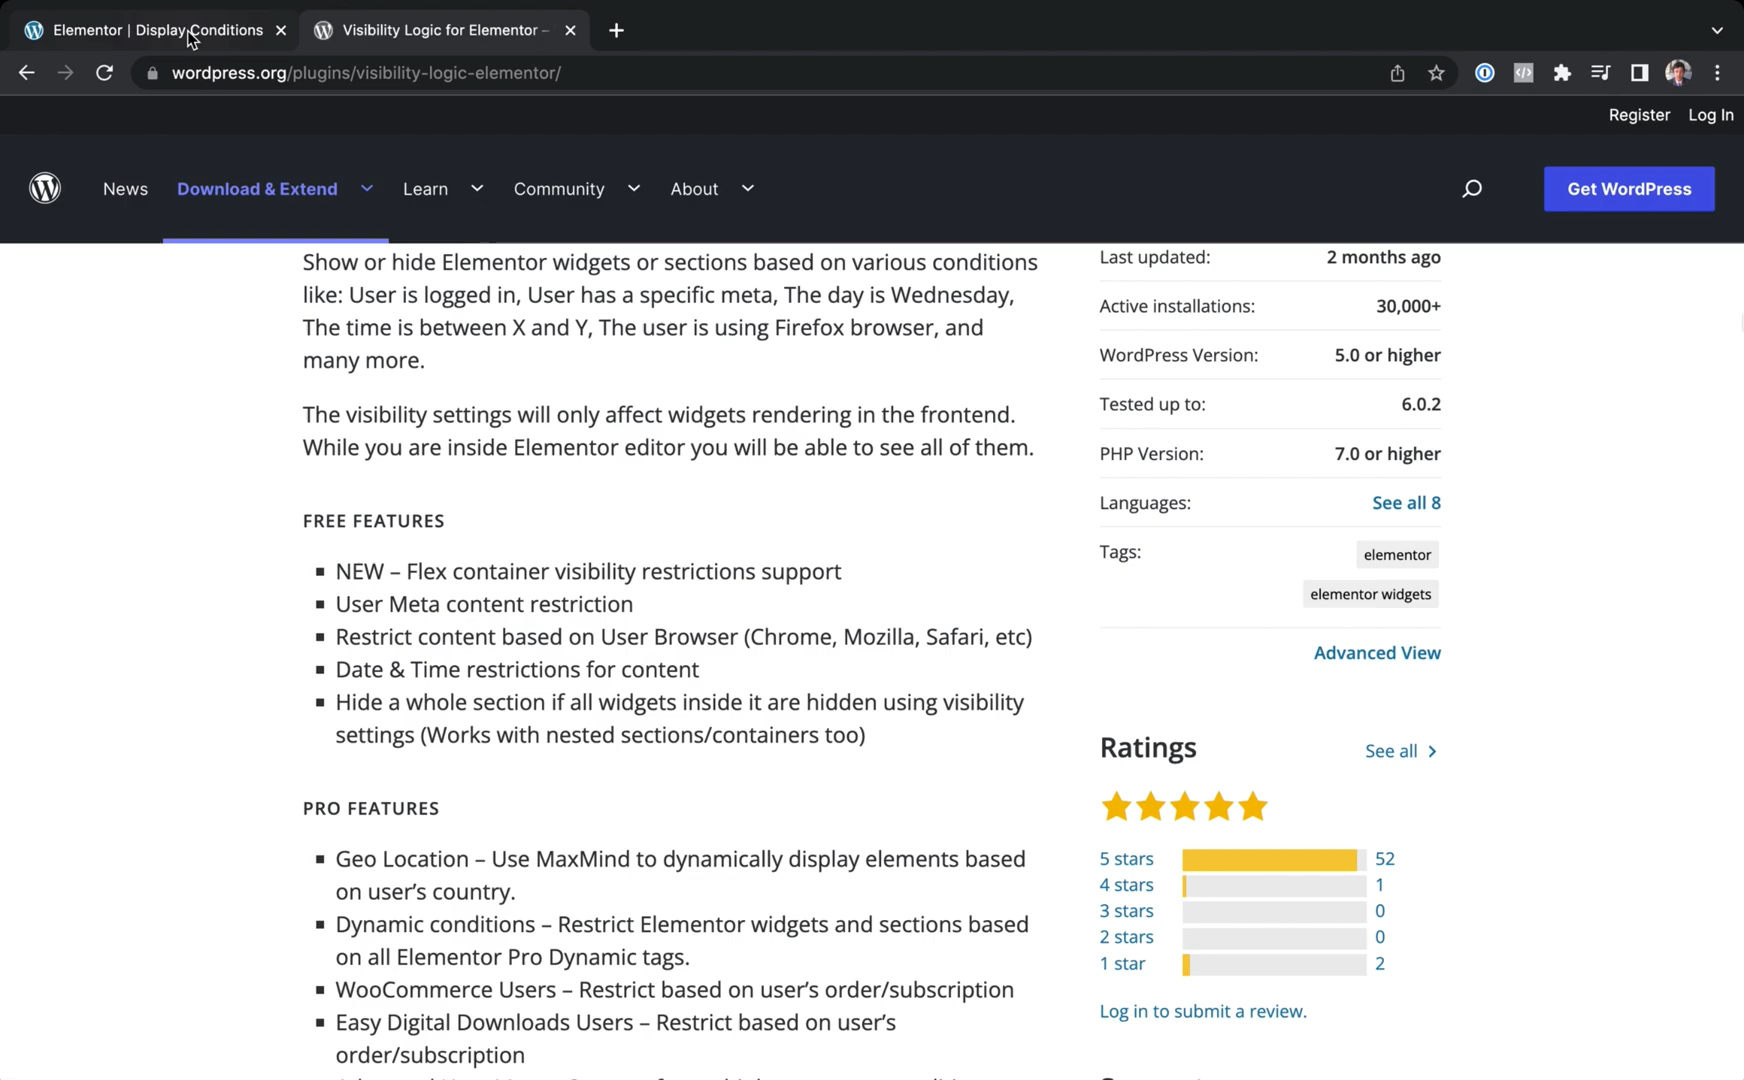 Elementor | Display Conditions
Visibility Logic for Elementor –
wordpress.org/plugins/visibility-logic-elementor/
Register Log In
News Download & Extend Learn Community About Get WordPress
Show or hide Elementor widgets or sections based on various conditions
like: User is logged in, User has a specific meta, The day is Wednesday,
The time is between X and Y, The user is using Firefox browser, and
many more.
The visibility settings will only affect widgets rendering in the frontend.
While you are inside Elementor editor you will be able to see all of them.
FREE FEATURES
NEW – Flex container visibility restrictions support
User Meta content restriction
Restrict content based on User Browser (Chrome, Mozilla, Safari, etc)
Date & Time restrictions for content
Hide a whole section if all widgets inside it are hidden using visibility
settings (Works with nested sections/containers too)
PRO FEATURES
Geo Location – Use MaxMind to dynamically display elements based
on user’s country.
Dynamic conditions – Restrict Elementor widgets and sections based
on all Elementor Pro Dynamic tags.
WooCommerce Users – Restrict based on user’s order/subscription
Easy Digital Downloads Users – Restrict based on user’s
order/subscription
Last updated: 2 months ago
Active installations: 30,000+
WordPress Version: 5.0 or higher
Tested up to: 6.0.2
PHP Version: 7.0 or higher
Languages: See all 8
Tags: elementor
elementor widgets
Advanced View
Ratings See all
5 stars 52
4 stars 1
3 stars 0
2 stars 0
1 star 2
Log in to submit a review.